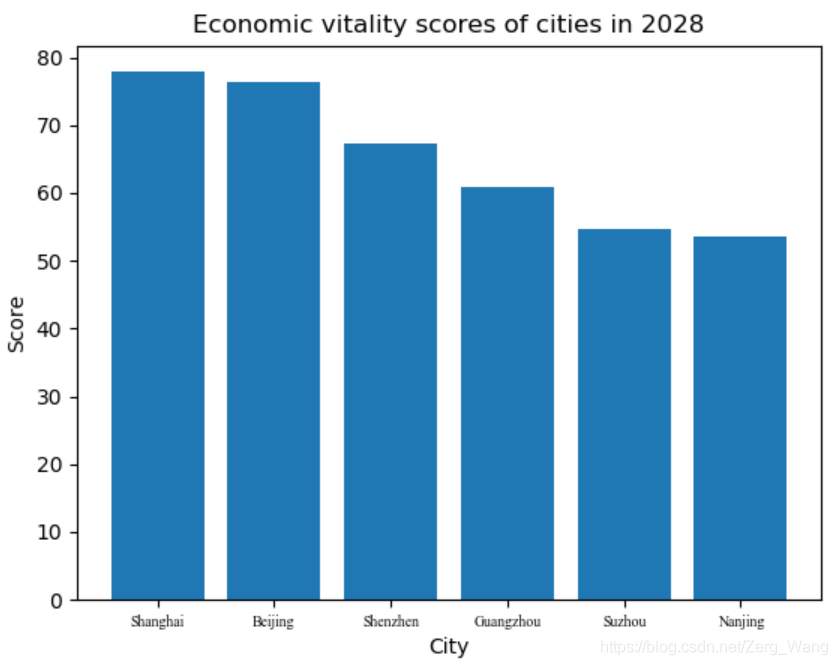 Economic vitality scores of cities in 2028
80
70
60
50
40
30
20
10
0
Score
Shanghai Beijing Shenzhen Guangzhou Suzhou Nanjing
City
https://blog.csdn.net/Zerg_Wang